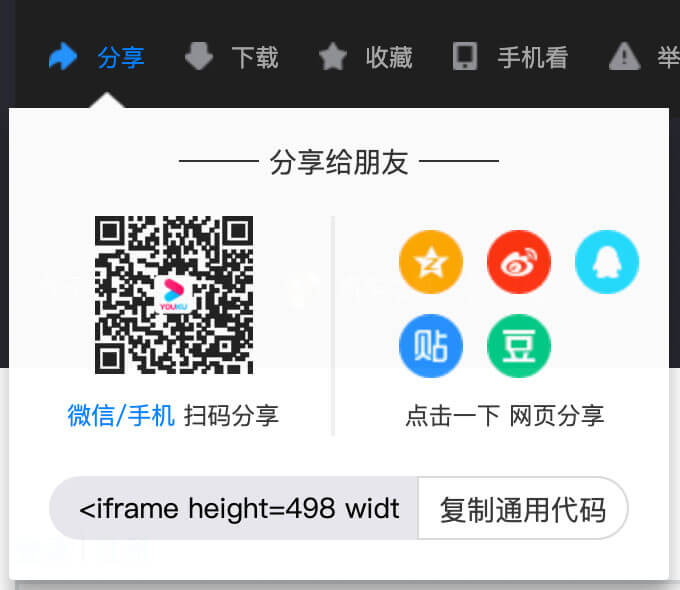 分享 下载 收藏 手机看 举
分享给朋友
YOUKU
贴 豆
微信/手机 扫码分享 点击一下 网页分享
<iframe height=498 widt 复制通用代码